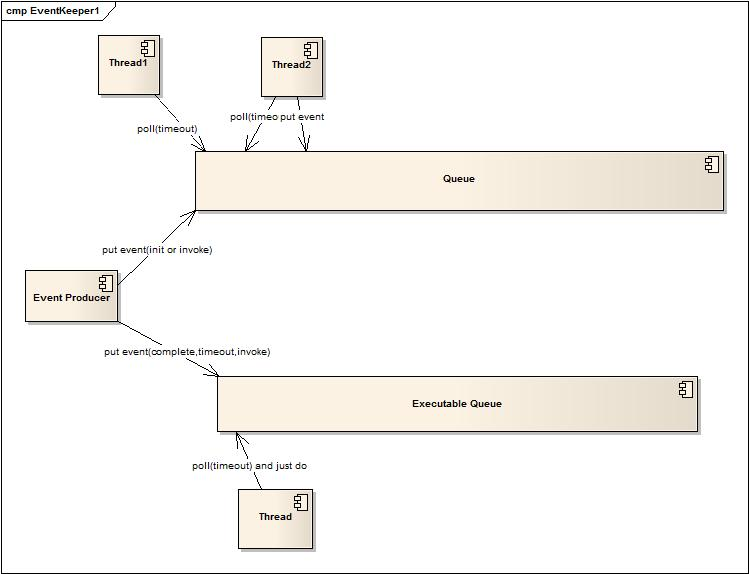 cmp EventKeeper1
Thread1
Thread2
poll(timeout)
poll(timeo
put event
Queue
put event(init or invoke)
Event Producer
put event(complete,timeout,invoke)
Executable Queue
poll(timeout) and just do
Thread